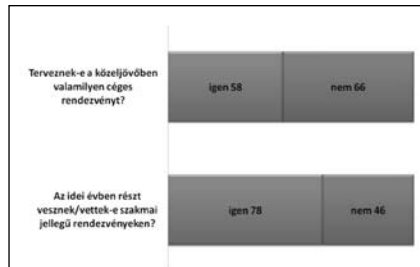 Terveznek-e a közeljövőben
valamilyen céges
rendezvényt?
igen 58
nem 66
Az idei évben részt
vesznek/vettek-e szakmai
jellegű rendezvényeken?
igen 78
nem 46